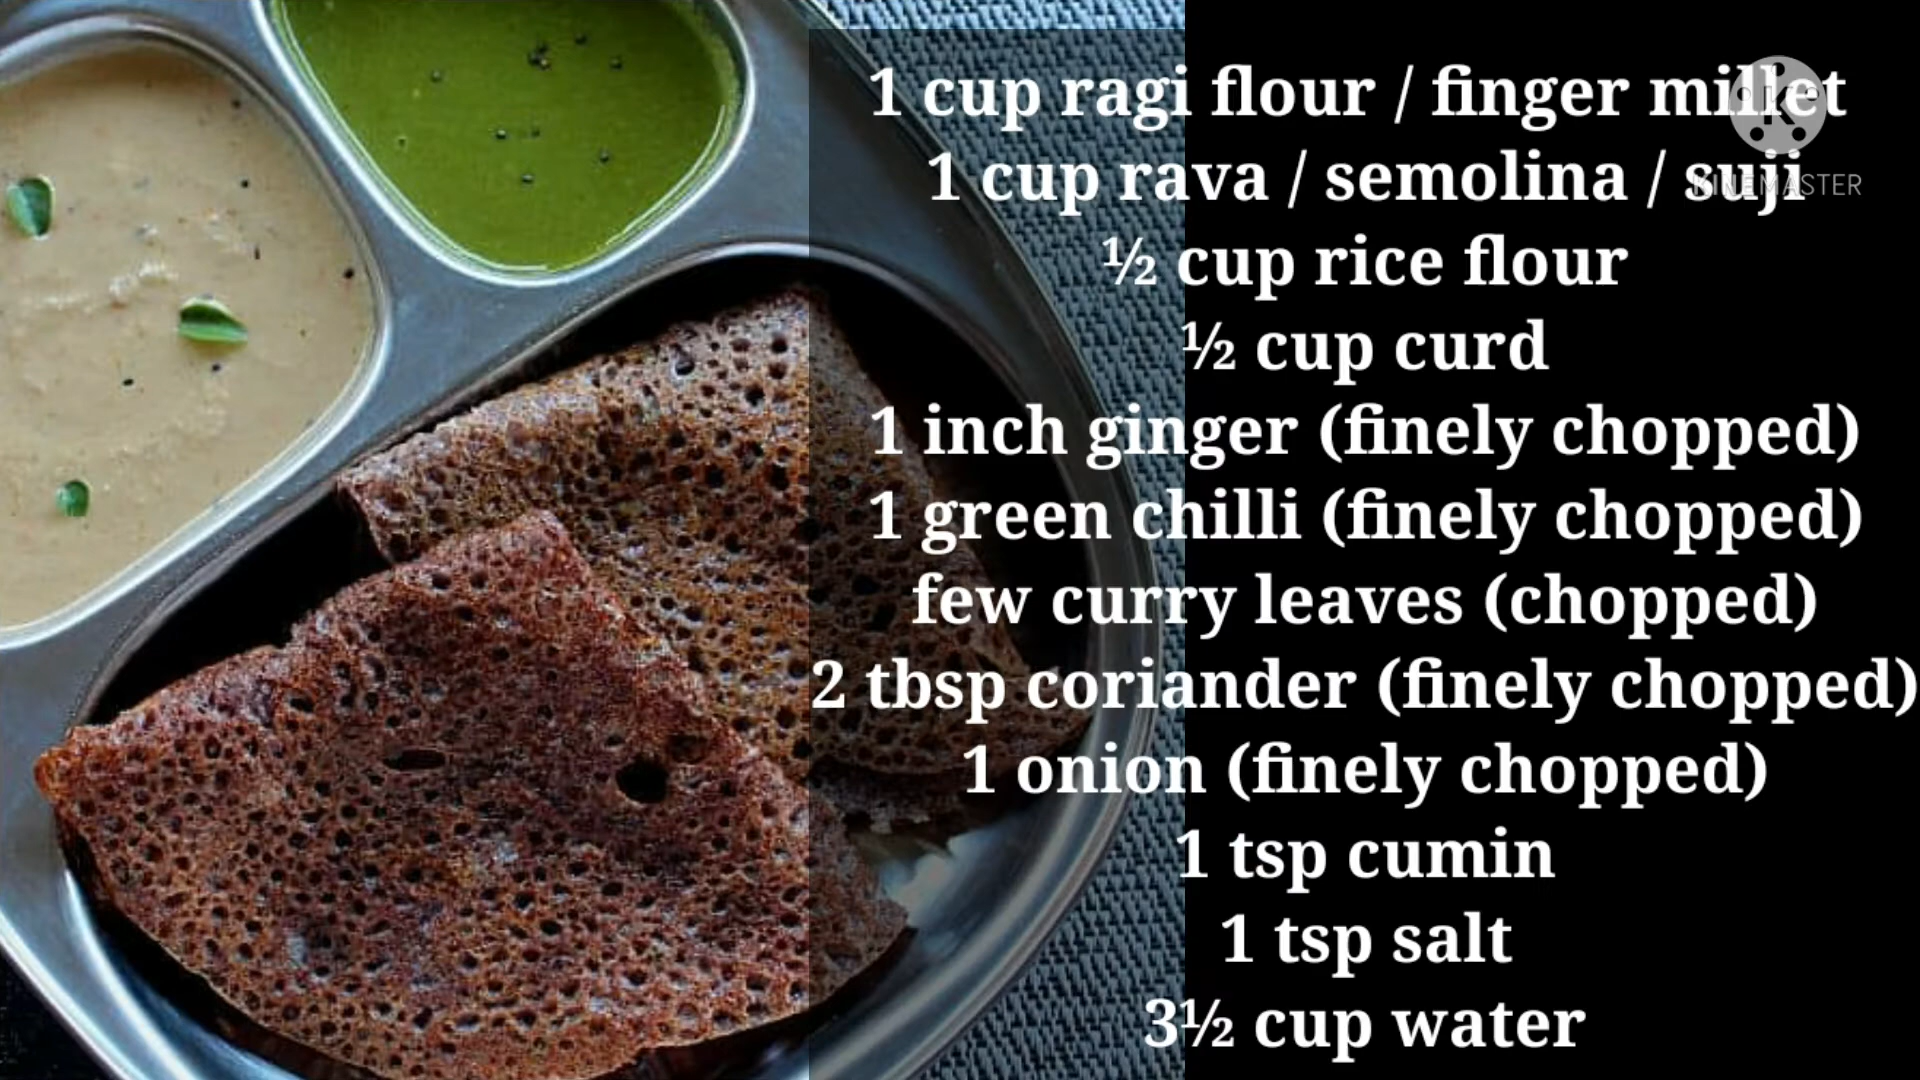 1 cup ragi flour / finger millet
1 cup rava / semolina / suji
½ cup rice flour
½ cup curd
1 inch ginger (finely chopped)
1 green chilli (finely chopped)
few curry leaves (chopped)
2 tbsp coriander (finely chopped)
1 onion (finely chopped)
1 tsp cumin
1 tsp salt
3½ cup water
KINEMASTER